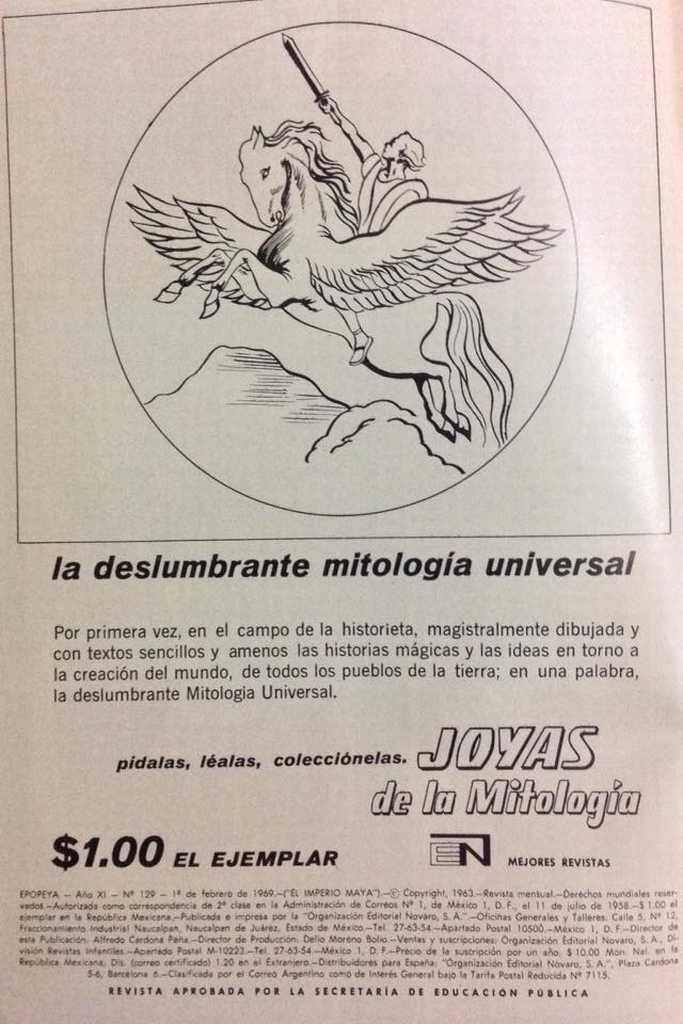 la deslumbrante mitología universal
Por primera vez, en el campo de la historieta, magistralmente dibujada y
con textos sencillos y amenos las historias mágicas y las ideas en torno a
la creación del mundo, de todos los pueblos de la tierra; en una palabra,
la deslumbrante Mitologia Universal.
pidalas, léalas, colecciónelas. JOYAS
de la Mitología
$1.00 EL EJEMPLAR
EN MEJORES REVISTAS
EPOPEYA — Año XI — Nº 129 — 1º de febrero de 1969.—("EL IMPERIO MAYA").—© Copyright, 1963.—Revista mensual.—Derechos mundiales reser-
vados.—Autorizada como correspondencia de 2ª clase en la Administración de Correos Nº 1, de México 1, D. F., el 11 de julio de 1958.—$ 1.00 el
ejemplar en la República Mexicana.—Publicada e impresa por la "Organización Editorial Novaro, S. A."—Oficinas Generales y Talleres: Calle 5, Nº 12,
Fraccionamiento Industrial Naucalpan, Naucalpan de Juárez, Estado de México.—Tel. 27-63-54—Apartado Postal 10500.—México 1, D. F.—Director de
esta Publicación: Alfredo Cardona Peña.—Director de Producción: Delio Moreno Bolio.—Ventas y suscripciones: Organización Editorial Novaro, S. A., Di-
visión Revistas Infantiles.—Apartado Postal M-10223.—Tel. 27-63-54—México 1, D. F.—Precio de la suscripción por un año: $ 10.00 Mon. Nal. en la
República Mexicana, Dls. (correo certificado) 1.20 en el Extranjero.—Distribuidores para España: "Organización Editorial Novaro, S. A.", Plaza Cardona
5-6, Barcelona 6.—Clasificada por el Correo Argentino como de Interés General bajo la Tarifa Postal Reducida Nº 7115.
REVISTA APROBADA POR LA SECRETARÍA DE EDUCACIÓN PÚBLICA